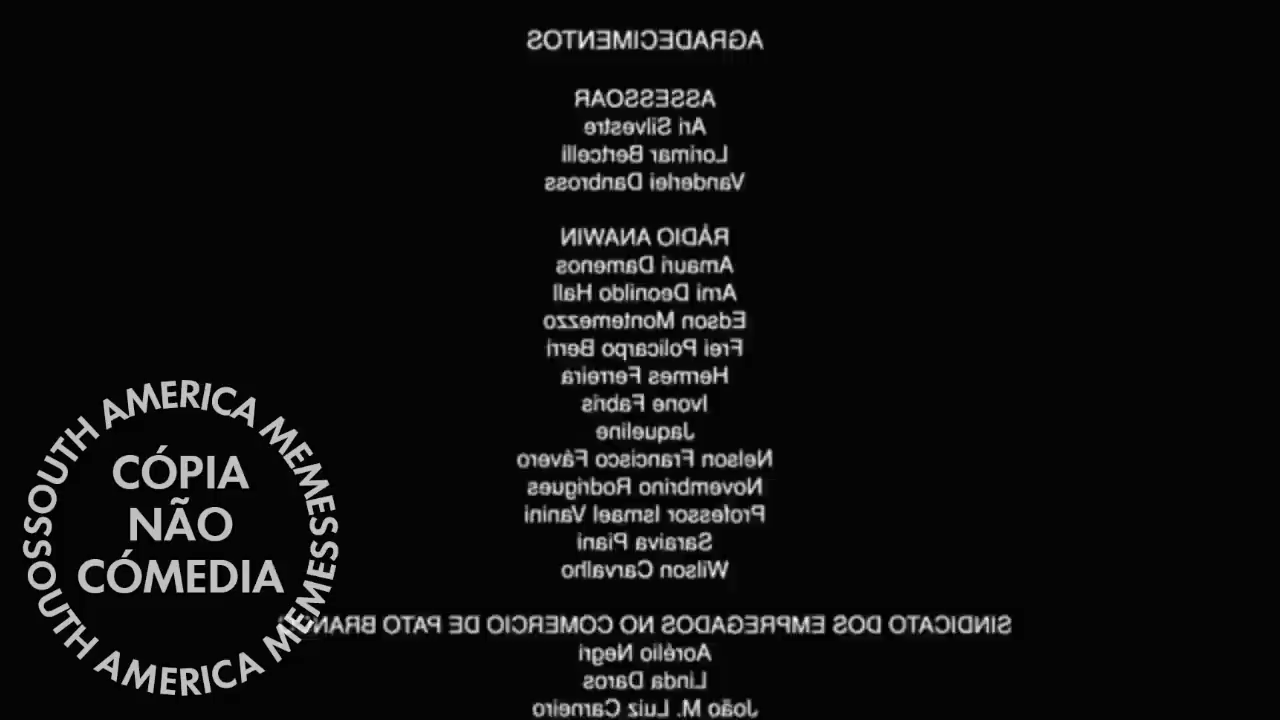 AGRADECIMENTOS
ASSESSOAR
Ari Silvestre
Lorimar Bertcelli
Vanderlei Danbross
RÁDIO ANAWIN
Amauri Damenos
Arni Deonildo Hall
Edson Montemezzo
Frei Policarpo Berri
Hermes Ferreira
Ivone Fabris
Jaqueline
Nelson Francisco Fávero
Novembrino Rodrigues
Professor Ismael Vanini
Saraiva Piani
Wilson Carvalho
SINDICATO DOS EMPREGADOS NO COMERCIO DE PATO
Aorélio Negri
Linda Daros
João M. Luiz Carneiro
SOUTH AMERICA MEMES
CÓPIA
NÃO
CÓMEDIA
SOUTH AMERICA MEMES